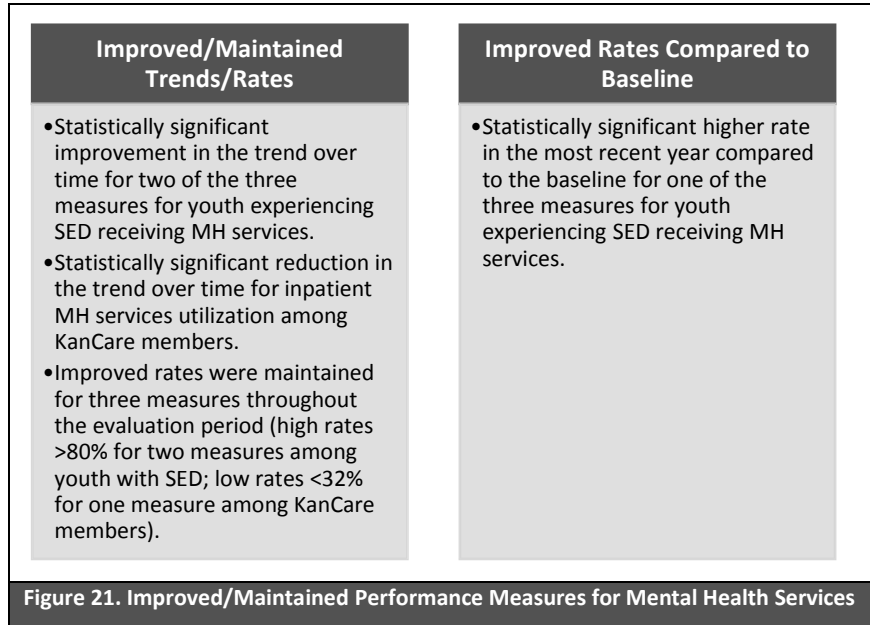 Improved/Maintained
Trends/Rates
•Statistically significant
improvement in the trend over
time for two of the three
measures for youth experiencing
SED receiving MH services.
•Statistically significant reduction in
the trend over time for inpatient
MH services utilization among
KanCare members.
•Improved rates were maintained
for three measures throughout
the evaluation period (high rates
>80% for two measures among
youth with SED; low rates <32%
for one measure among KanCare
members).
Improved Rates Compared to
Baseline
•Statistically significant higher rate
in the most recent year compared
to the baseline for one of the
three measures for youth
experiencing SED receiving MH
services.
Figure 21. Improved/Maintained Performance Measures for Mental Health Services